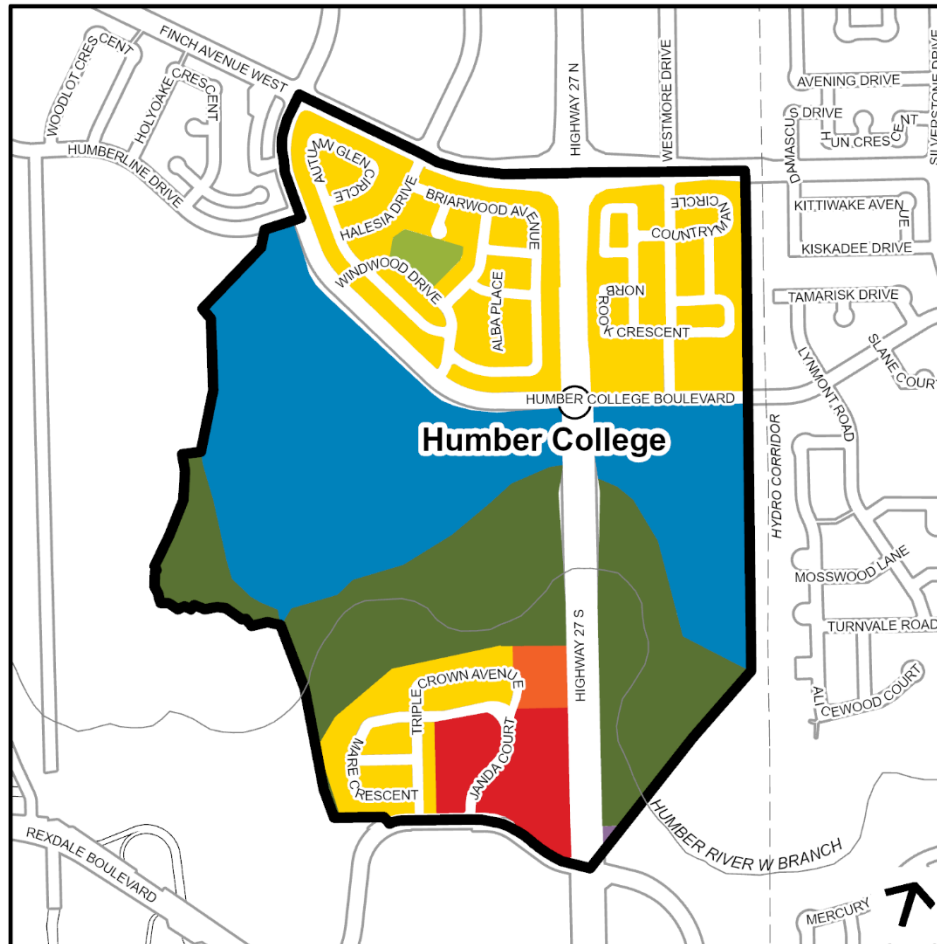 FINCH AVENUE WEST
WOODLOT CRESCENT
HOLYOAKE CRESCENT
HUMBERLINE DRIVE
HIGHWAY 27 N
WESTMORE DRIVE
AVENING DRIVE
DAMASCUS DRIVE
HUN CRESCENT
SILVERSTONE DRIVE
AUTUMN GLEN CIRCLE
HALESIA DRIVE
BRIARWOOD AVENUE
WINDWOOD DRIVE
ALBA PLACE
COUNTRYMAN CIRCLE
NORBROOK CRESCENT
KITTIWAKE AVENUE
KISKADEE DRIVE
TAMARISK DRIVE
SLANE COURT
LYNMONT ROAD
HUMBER COLLEGE BOULEVARD
Humber College
HYDRO CORRIDOR
MOSSWOOD LANE
TURNVALE ROAD
ALICEWOOD COURT
HIGHWAY 27 S
TRIPLE CROWN AVENUE
MARE CRESCENT
JANDA COURT
HUMBER RIVER W BRANCH
REXDALE BOULEVARD
MERCURY